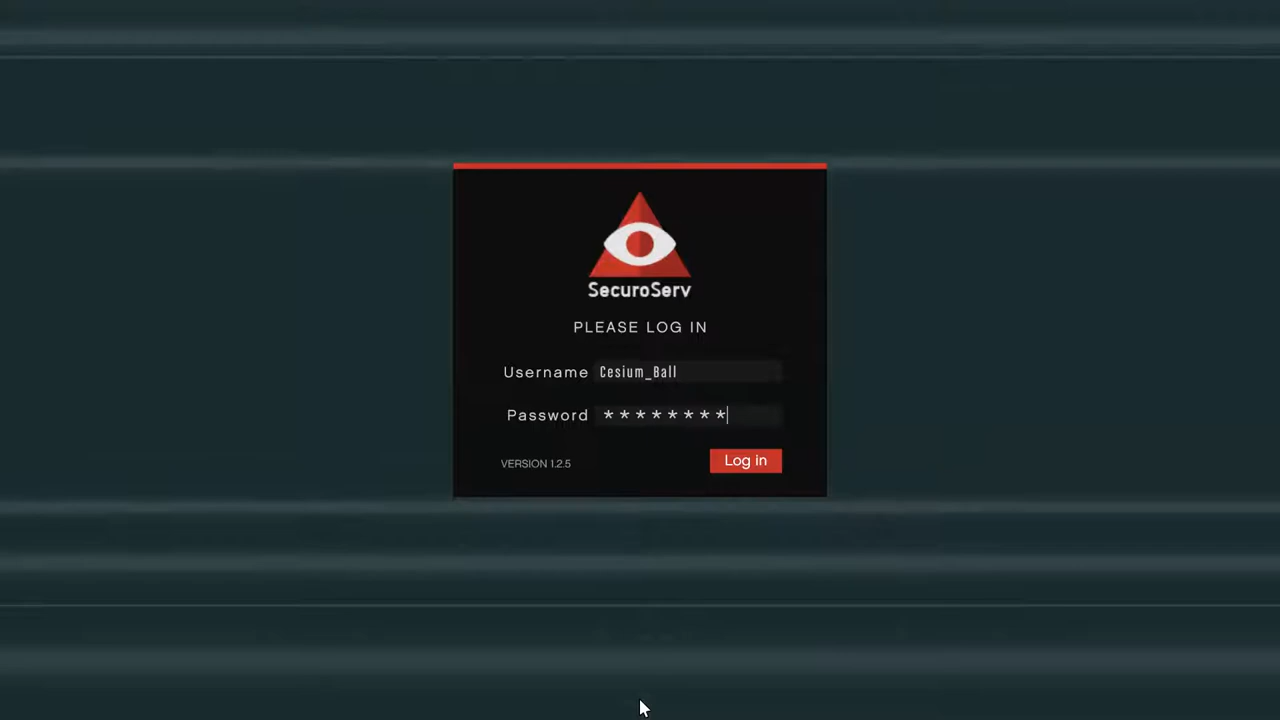 SecuroServ
PLEASE LOG IN
Username Cesium_Ball
Password ********
VERSION 1.2.5
Log in